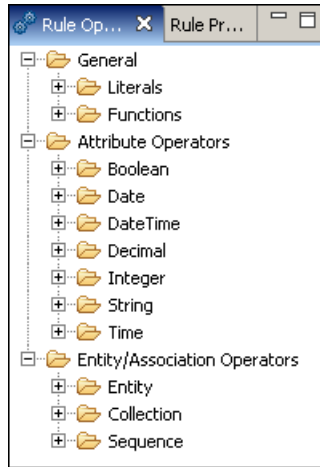 Rule Op... Rule Pr...
General
Literals
Functions
Attribute Operators
Boolean
Date
DateTime
Decimal
Integer
String
Time
Entity/Association Operators
Entity
Collection
Sequence